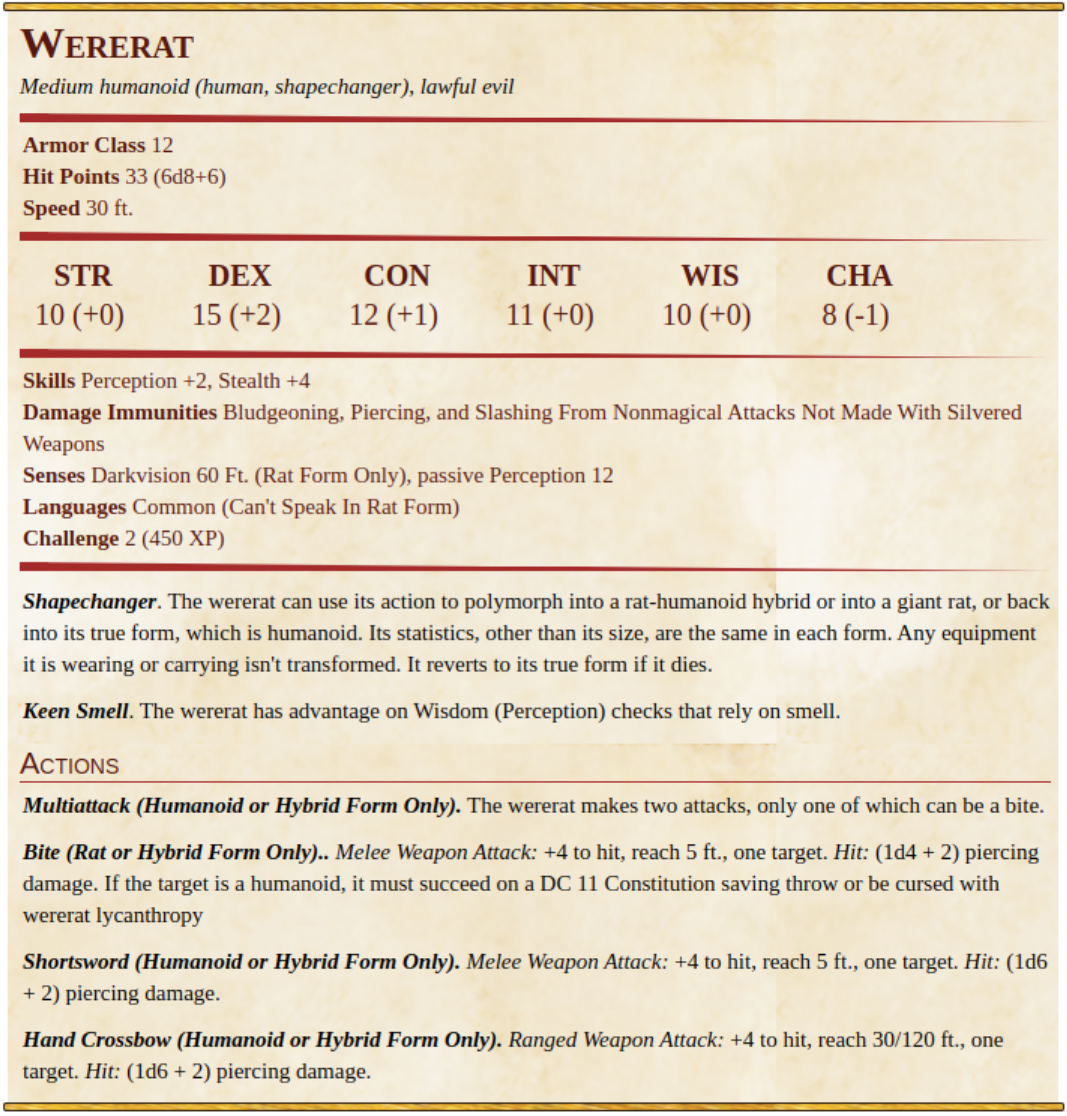 Wererat
Medium humanoid (human, shapechanger), lawful evil
Armor Class 12
Hit Points 33 (6d8+6)
Speed 30 ft.
STR DEX CON INT WIS CHA
10 (+0) 15 (+2) 12 (+1) 11 (+0) 10 (+0) 8 (-1)
Skills Perception +2, Stealth +4
Damage Immunities Bludgeoning, Piercing, and Slashing From Nonmagical Attacks Not Made With Silvered
Weapons
Senses Darkvision 60 Ft. (Rat Form Only), passive Perception 12
Languages Common (Can't Speak In Rat Form)
Challenge 2 (450 XP)
Shapechanger. The wererat can use its action to polymorph into a rat-humanoid hybrid or into a giant rat, or back
into its true form, which is humanoid. Its statistics, other than its size, are the same in each form. Any equipment
it is wearing or carrying isn't transformed. It reverts to its true form if it dies.
Keen Smell. The wererat has advantage on Wisdom (Perception) checks that rely on smell.
Actions
Multiattack (Humanoid or Hybrid Form Only). The wererat makes two attacks, only one of which can be a bite.
Bite (Rat or Hybrid Form Only).. Melee Weapon Attack: +4 to hit, reach 5 ft., one target. Hit: (1d4 + 2) piercing
damage. If the target is a humanoid, it must succeed on a DC 11 Constitution saving throw or be cursed with
wererat lycanthropy
Shortsword (Humanoid or Hybrid Form Only). Melee Weapon Attack: +4 to hit, reach 5 ft., one target. Hit: (1d6
+ 2) piercing damage.
Hand Crossbow (Humanoid or Hybrid Form Only). Ranged Weapon Attack: +4 to hit, reach 30/120 ft., one
target. Hit: (1d6 + 2) piercing damage.